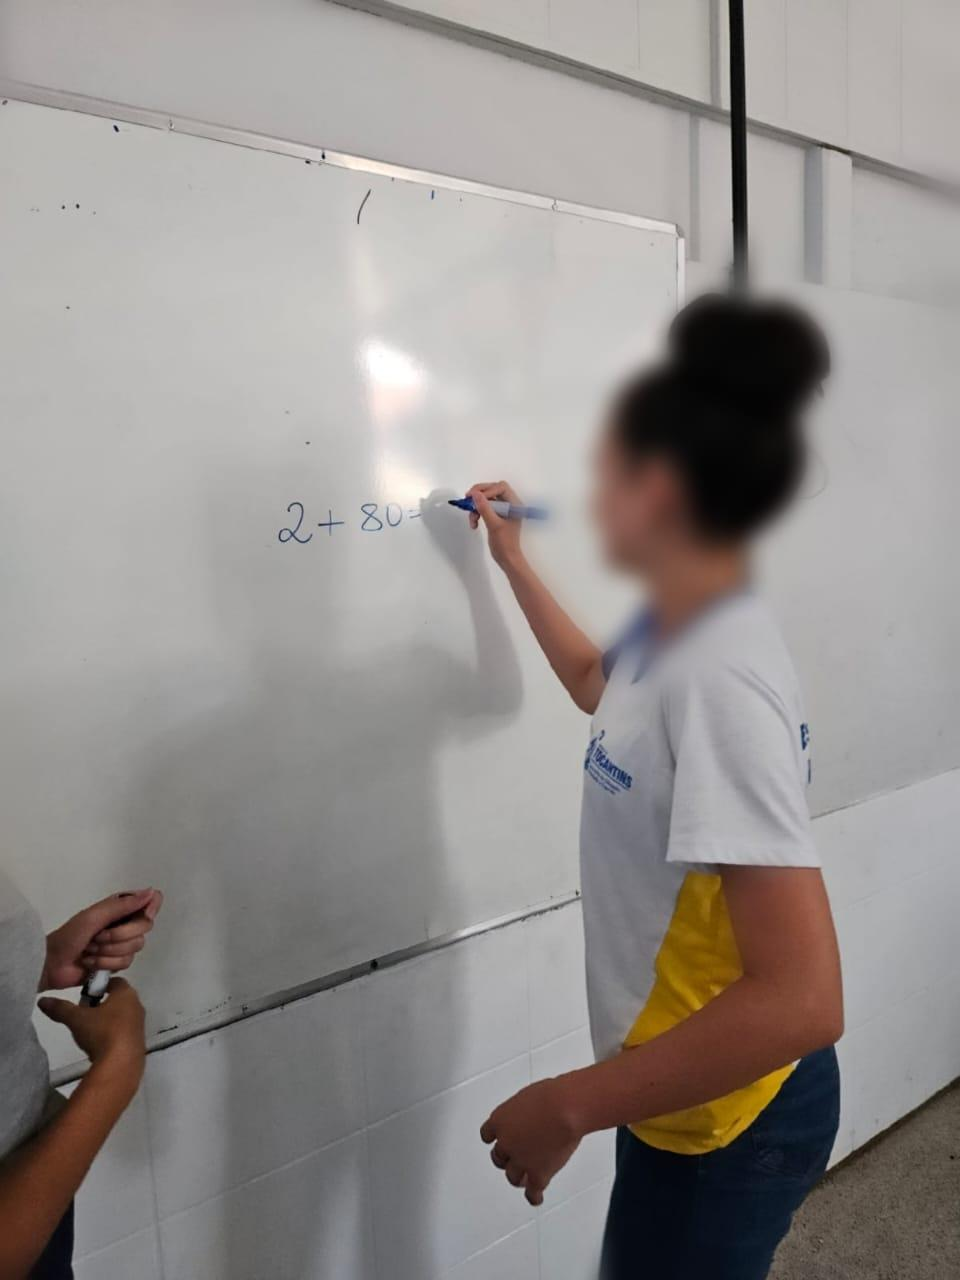 2 + 80 =
TOCANTINS